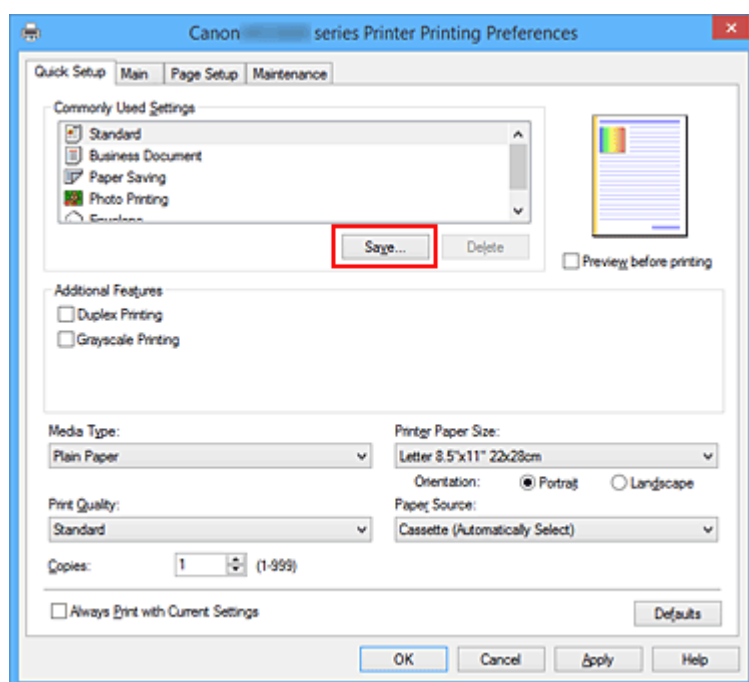 Canon series Printer Printing Preferences
Quick Setup Main Page Setup Maintenance
Commonly Used Settings
Standard
Business Document
Paper Saving
Photo Printing
Save... Delete
Preview before printing
Additional Features
Duplex Printing
Grayscale Printing
Media Type: Printer Paper Size:
Plain Paper Letter 8.5"x11" 22x28cm
Orientation: Portrait Landscape
Print Quality: Paper Source:
Standard Cassette (Automatically Select)
Copies: 1 (1-999)
Always Print with Current Settings Defaults
OK Cancel Apply Help